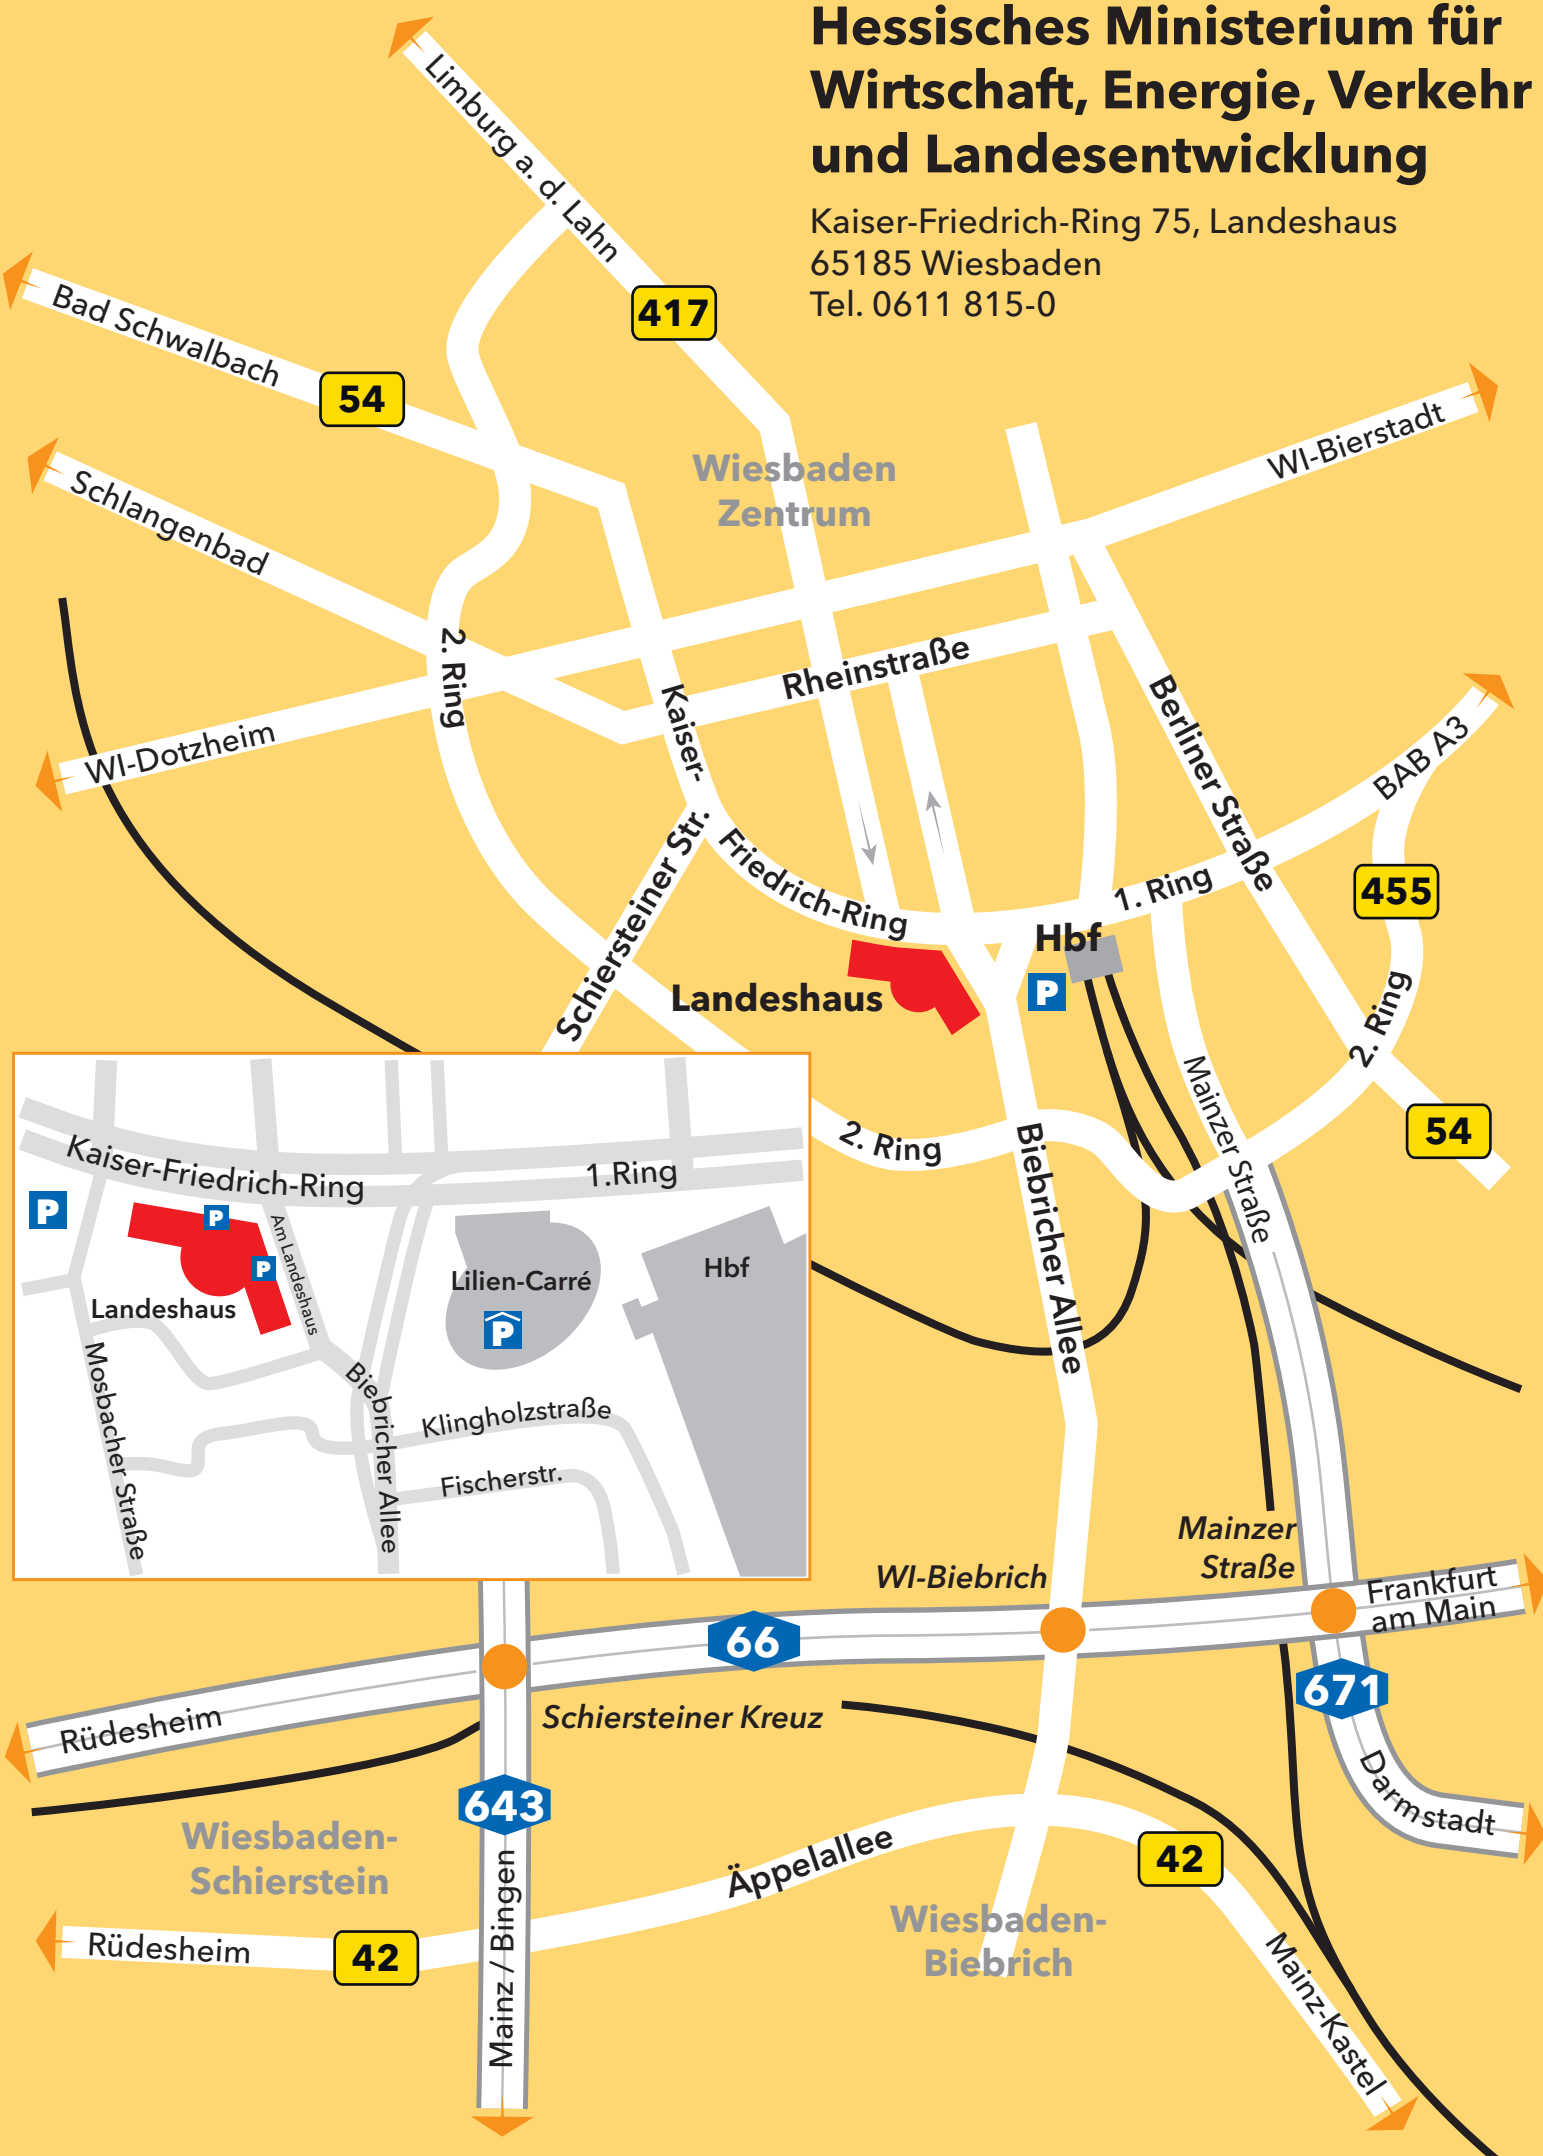 Hessisches Ministerium für
Wirtschaft, Energie, Verkehr
und Landesentwicklung
Kaiser-Friedrich-Ring 75, Landeshaus
65185 Wiesbaden
Tel. 0611 815-0
Limburg a. d. Lahn
417
Bad Schwalbach
54
Schlangenbad
WI-Bierstadt
Wiesbaden
Zentrum
2. Ring
Rheinstraße
Kaiser-
Friedrich-Ring
WI-Dotzheim
Berliner Straße
BAB A3
Schiersteiner Str.
1. Ring
455
Hbf
P
Landeshaus
2. Ring
Mainzer Straße
54
2. Ring
Biebricher Allee
Kaiser-Friedrich-Ring
1.Ring
P
P
P
Am Landeshaus
Landeshaus
Lilien-Carré
P
Hbf
Mosbacher Straße
Biebricher Allee
Klingholzstraße
Fischerstr.
Mainzer
Straße
WI-Biebrich
Frankfurt
am Main
66
671
Rüdesheim
Schiersteiner Kreuz
643
Darmstadt
Wiesbaden-
Schierstein
Äppelallee
42
Wiesbaden-
Biebrich
Rüdesheim
42
Mainz / Bingen
Mainz-Kastel